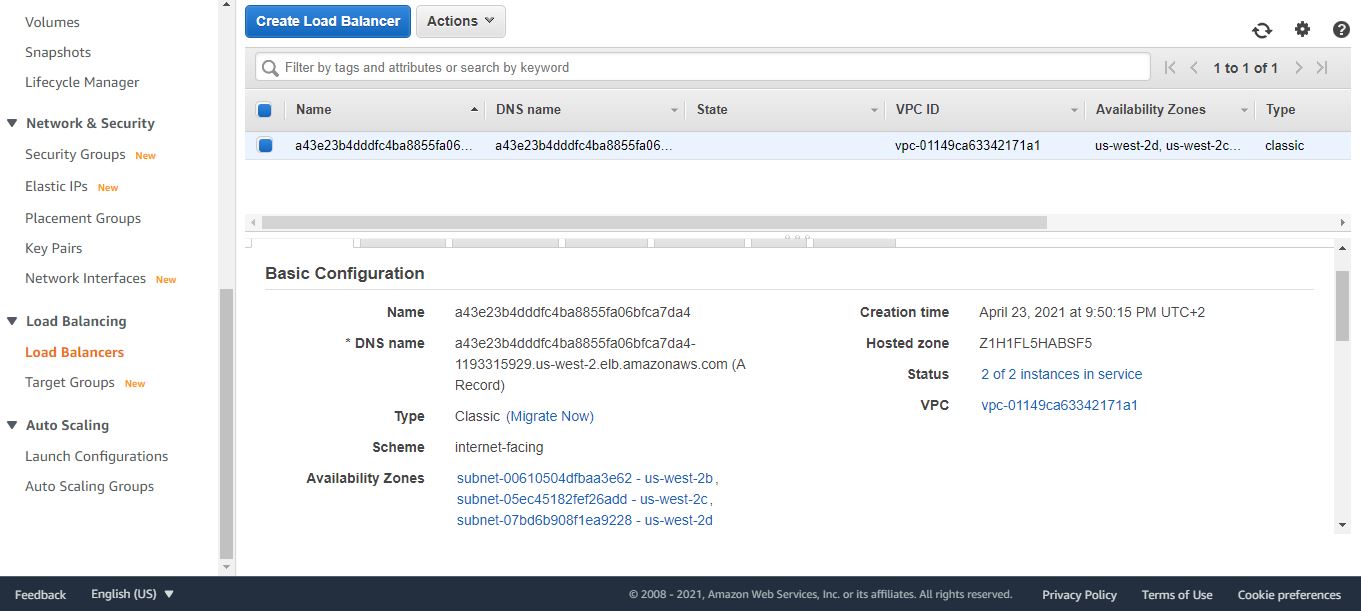 Volumes
Snapshots
Lifecycle Manager
Network & Security
Security Groups New
Elastic IPs New
Placement Groups
Key Pairs
Network Interfaces New
Load Balancing
Load Balancers
Target Groups New
Auto Scaling
Launch Configurations
Auto Scaling Groups
Create Load Balancer Actions
Filter by tags and attributes or search by keyword 1 to 1 of 1
Name DNS name State VPC ID Availability Zones Type
a43e23b4dddfc4ba8855fa06... a43e23b4dddfc4ba8855fa06... vpc-01149ca63342171a1 us-west-2d, us-west-2c... classic
Basic Configuration
Name a43e23b4dddfc4ba8855fa06bfca7da4
* DNS name a43e23b4dddfc4ba8855fa06bfca7da4-
1193315929.us-west-2.elb.amazonaws.com (A
Record)
Type Classic (Migrate Now)
Scheme internet-facing
Availability Zones subnet-00610504dfbaa3e62 - us-west-2b,
subnet-05ec45182fef26add - us-west-2c,
subnet-07bd6b908f1ea9228 - us-west-2d
Creation time April 23, 2021 at 9:50:15 PM UTC+2
Hosted zone Z1H1FL5HABSF5
Status 2 of 2 instances in service
VPC vpc-01149ca63342171a1
Feedback English (US) © 2008 - 2021, Amazon Web Services, Inc. or its affiliates. All rights reserved. Privacy Policy Terms of Use Cookie preferences